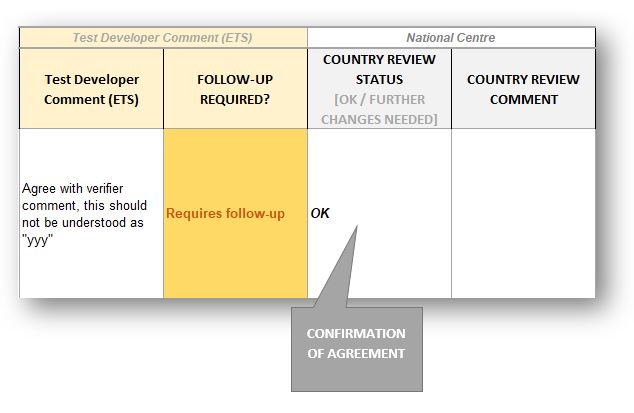 Test Developer Comment (ETS)
National Centre
Test Developer
Comment (ETS)
FOLLOW-UP
REQUIRED?
COUNTRY REVIEW
STATUS
[OK / FURTHER
CHANGES NEEDED]
COUNTRY REVIEW
COMMENT
Agree with verifier
comment, this should
not be understood as
"yyy"
Requires follow-up
OK
CONFIRMATION
OF AGREEMENT